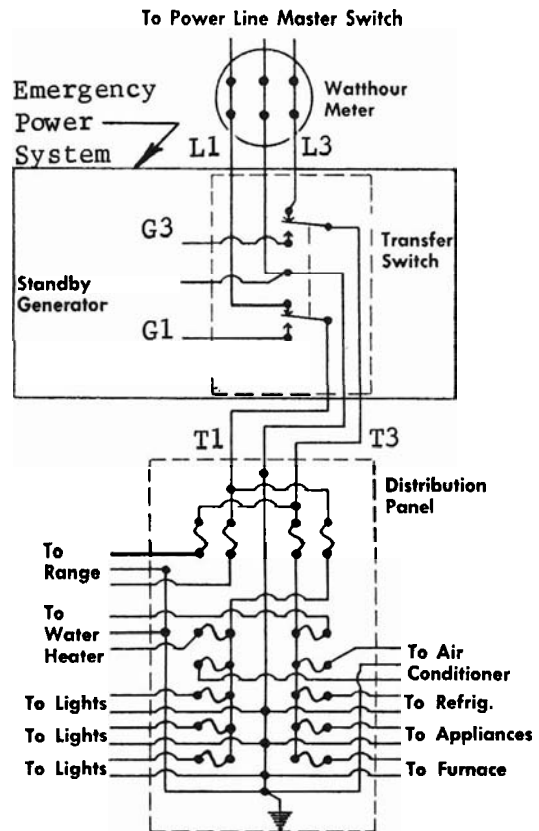 To Power Line Master Switch
Watthour
Meter
Emergency
Power
System
L1
L3
G3
Transfer
Switch
Standby
Generator
G1
T1
T3
Distribution
Panel
To
Range
To
Water
Heater
To Air
Conditioner
To Lights
To Refrig.
To Lights
To Appliances
To Lights
To Furnace